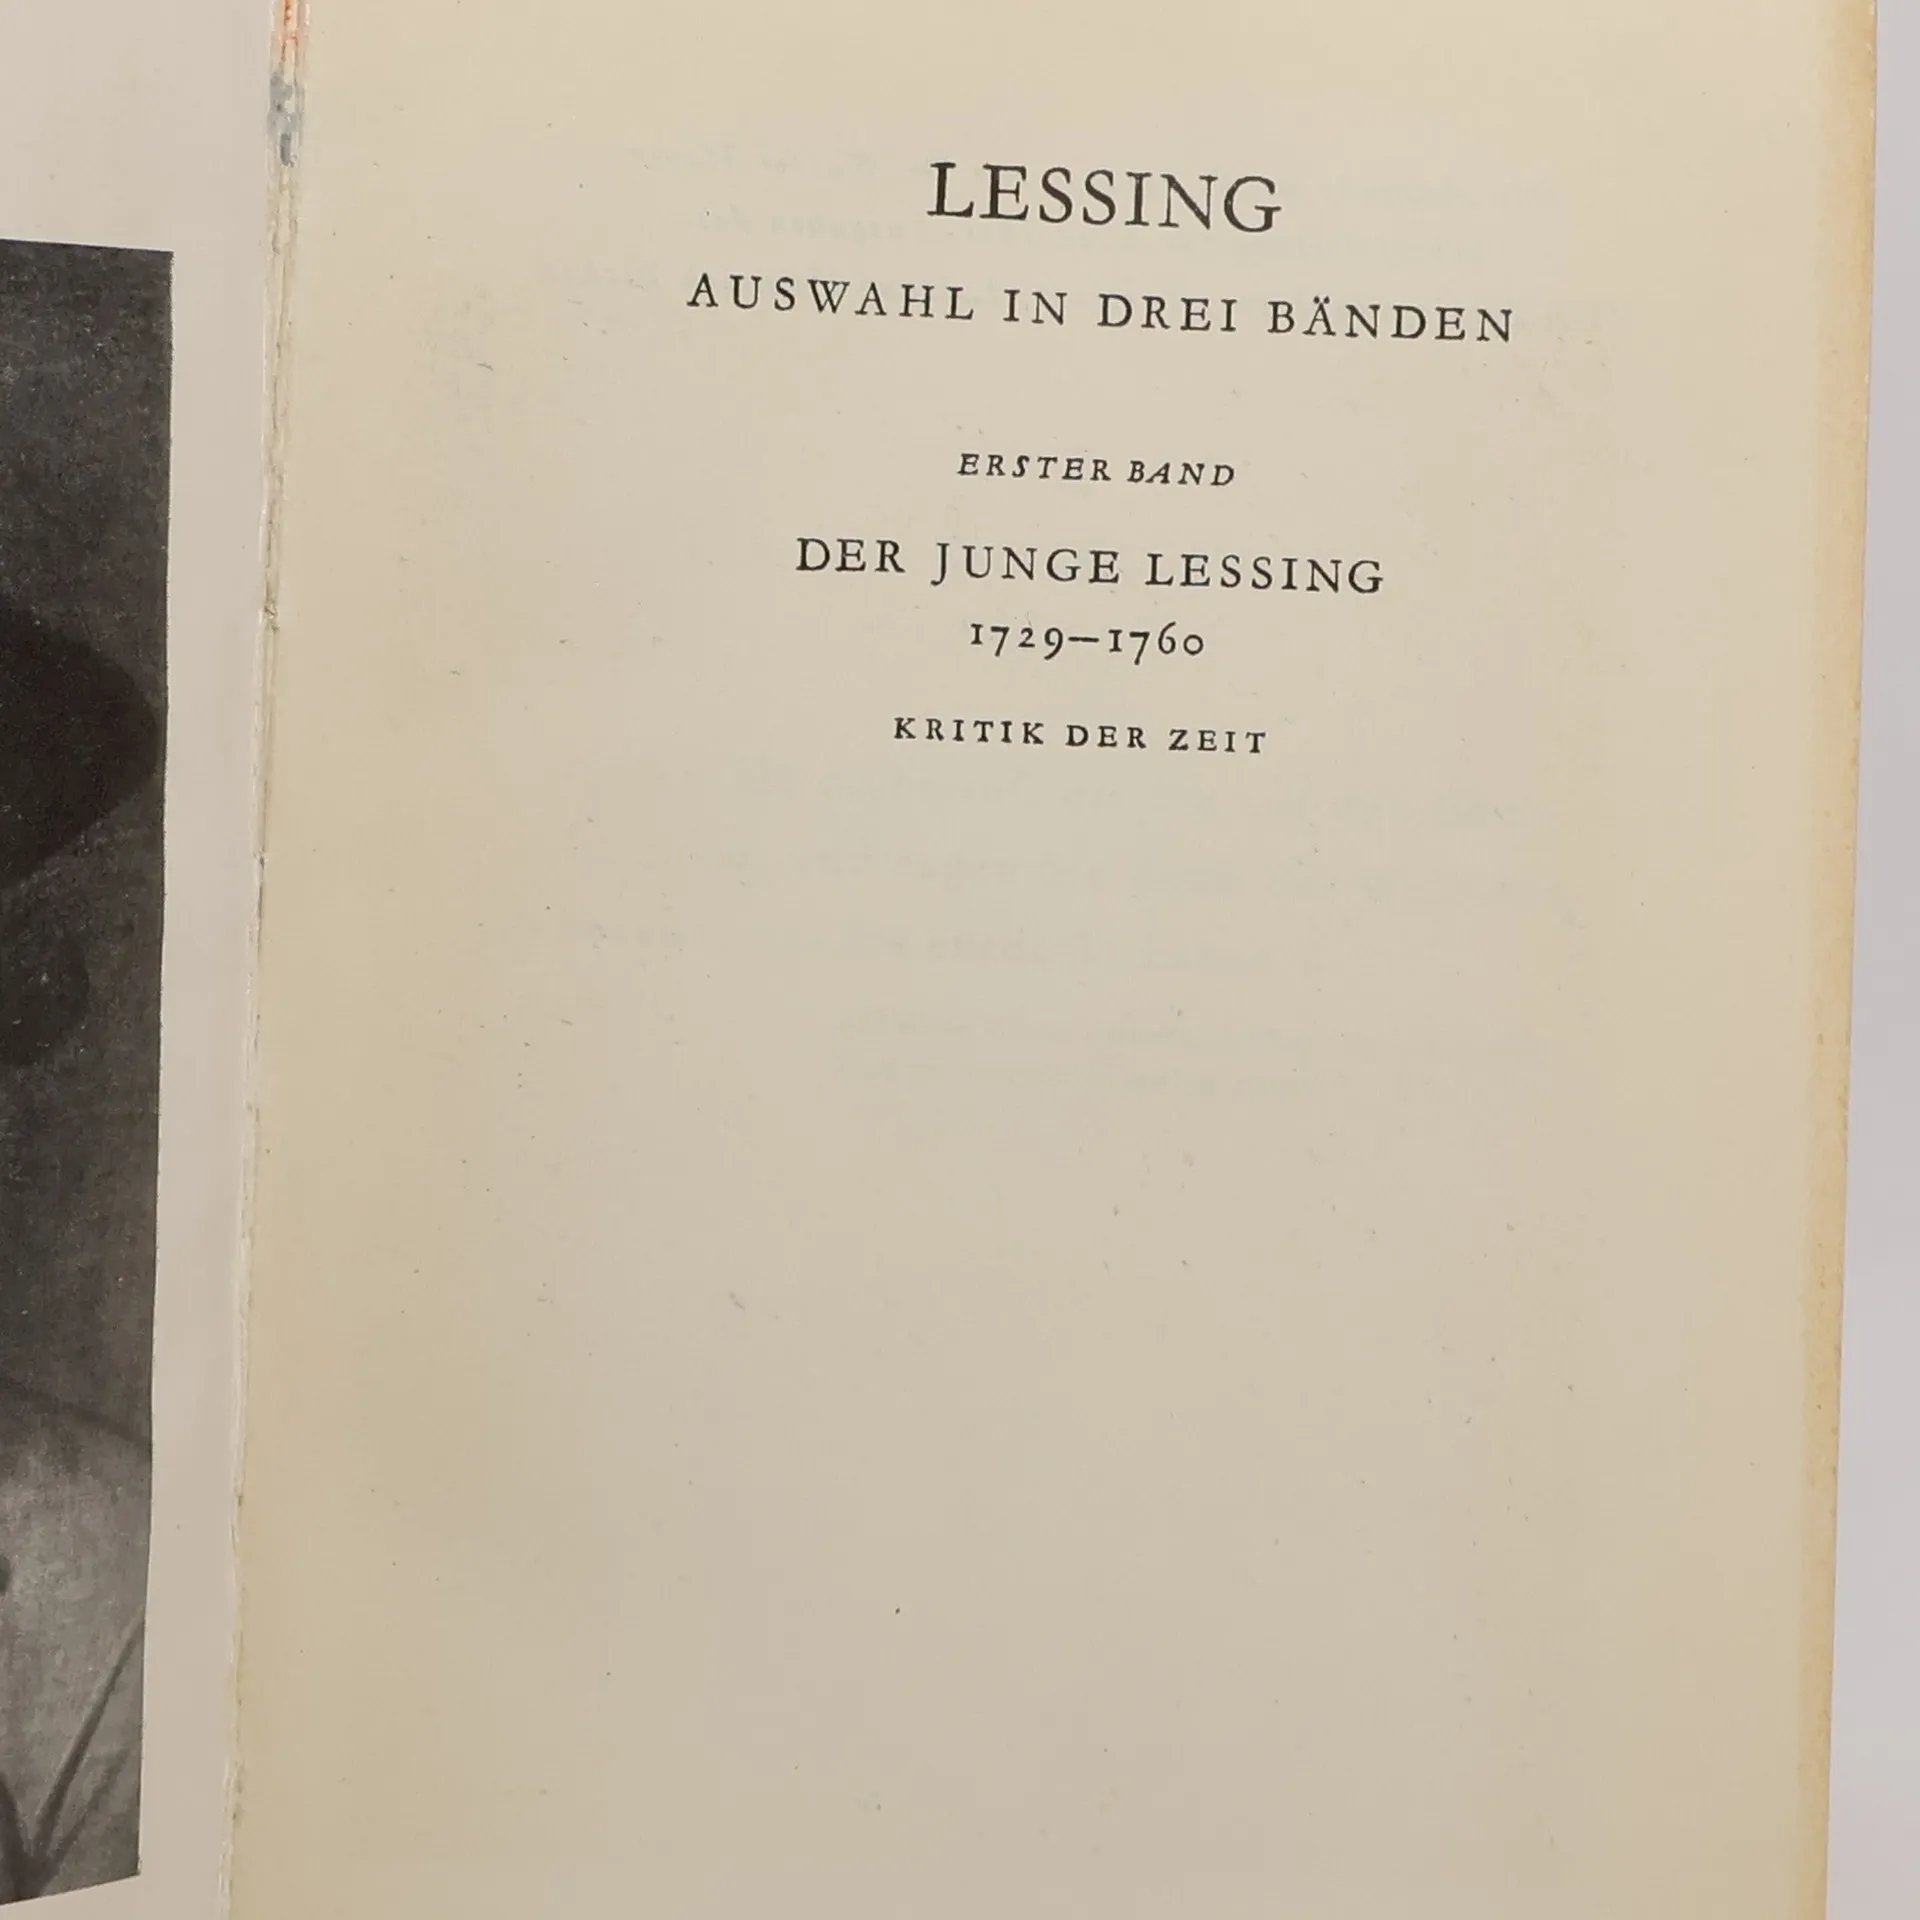 LESSING
AUSWAHL IN DREI BÄNDEN
ERSTER BAND
DER JUNGE LESSING
1729–1760
KRITIK DER ZEIT